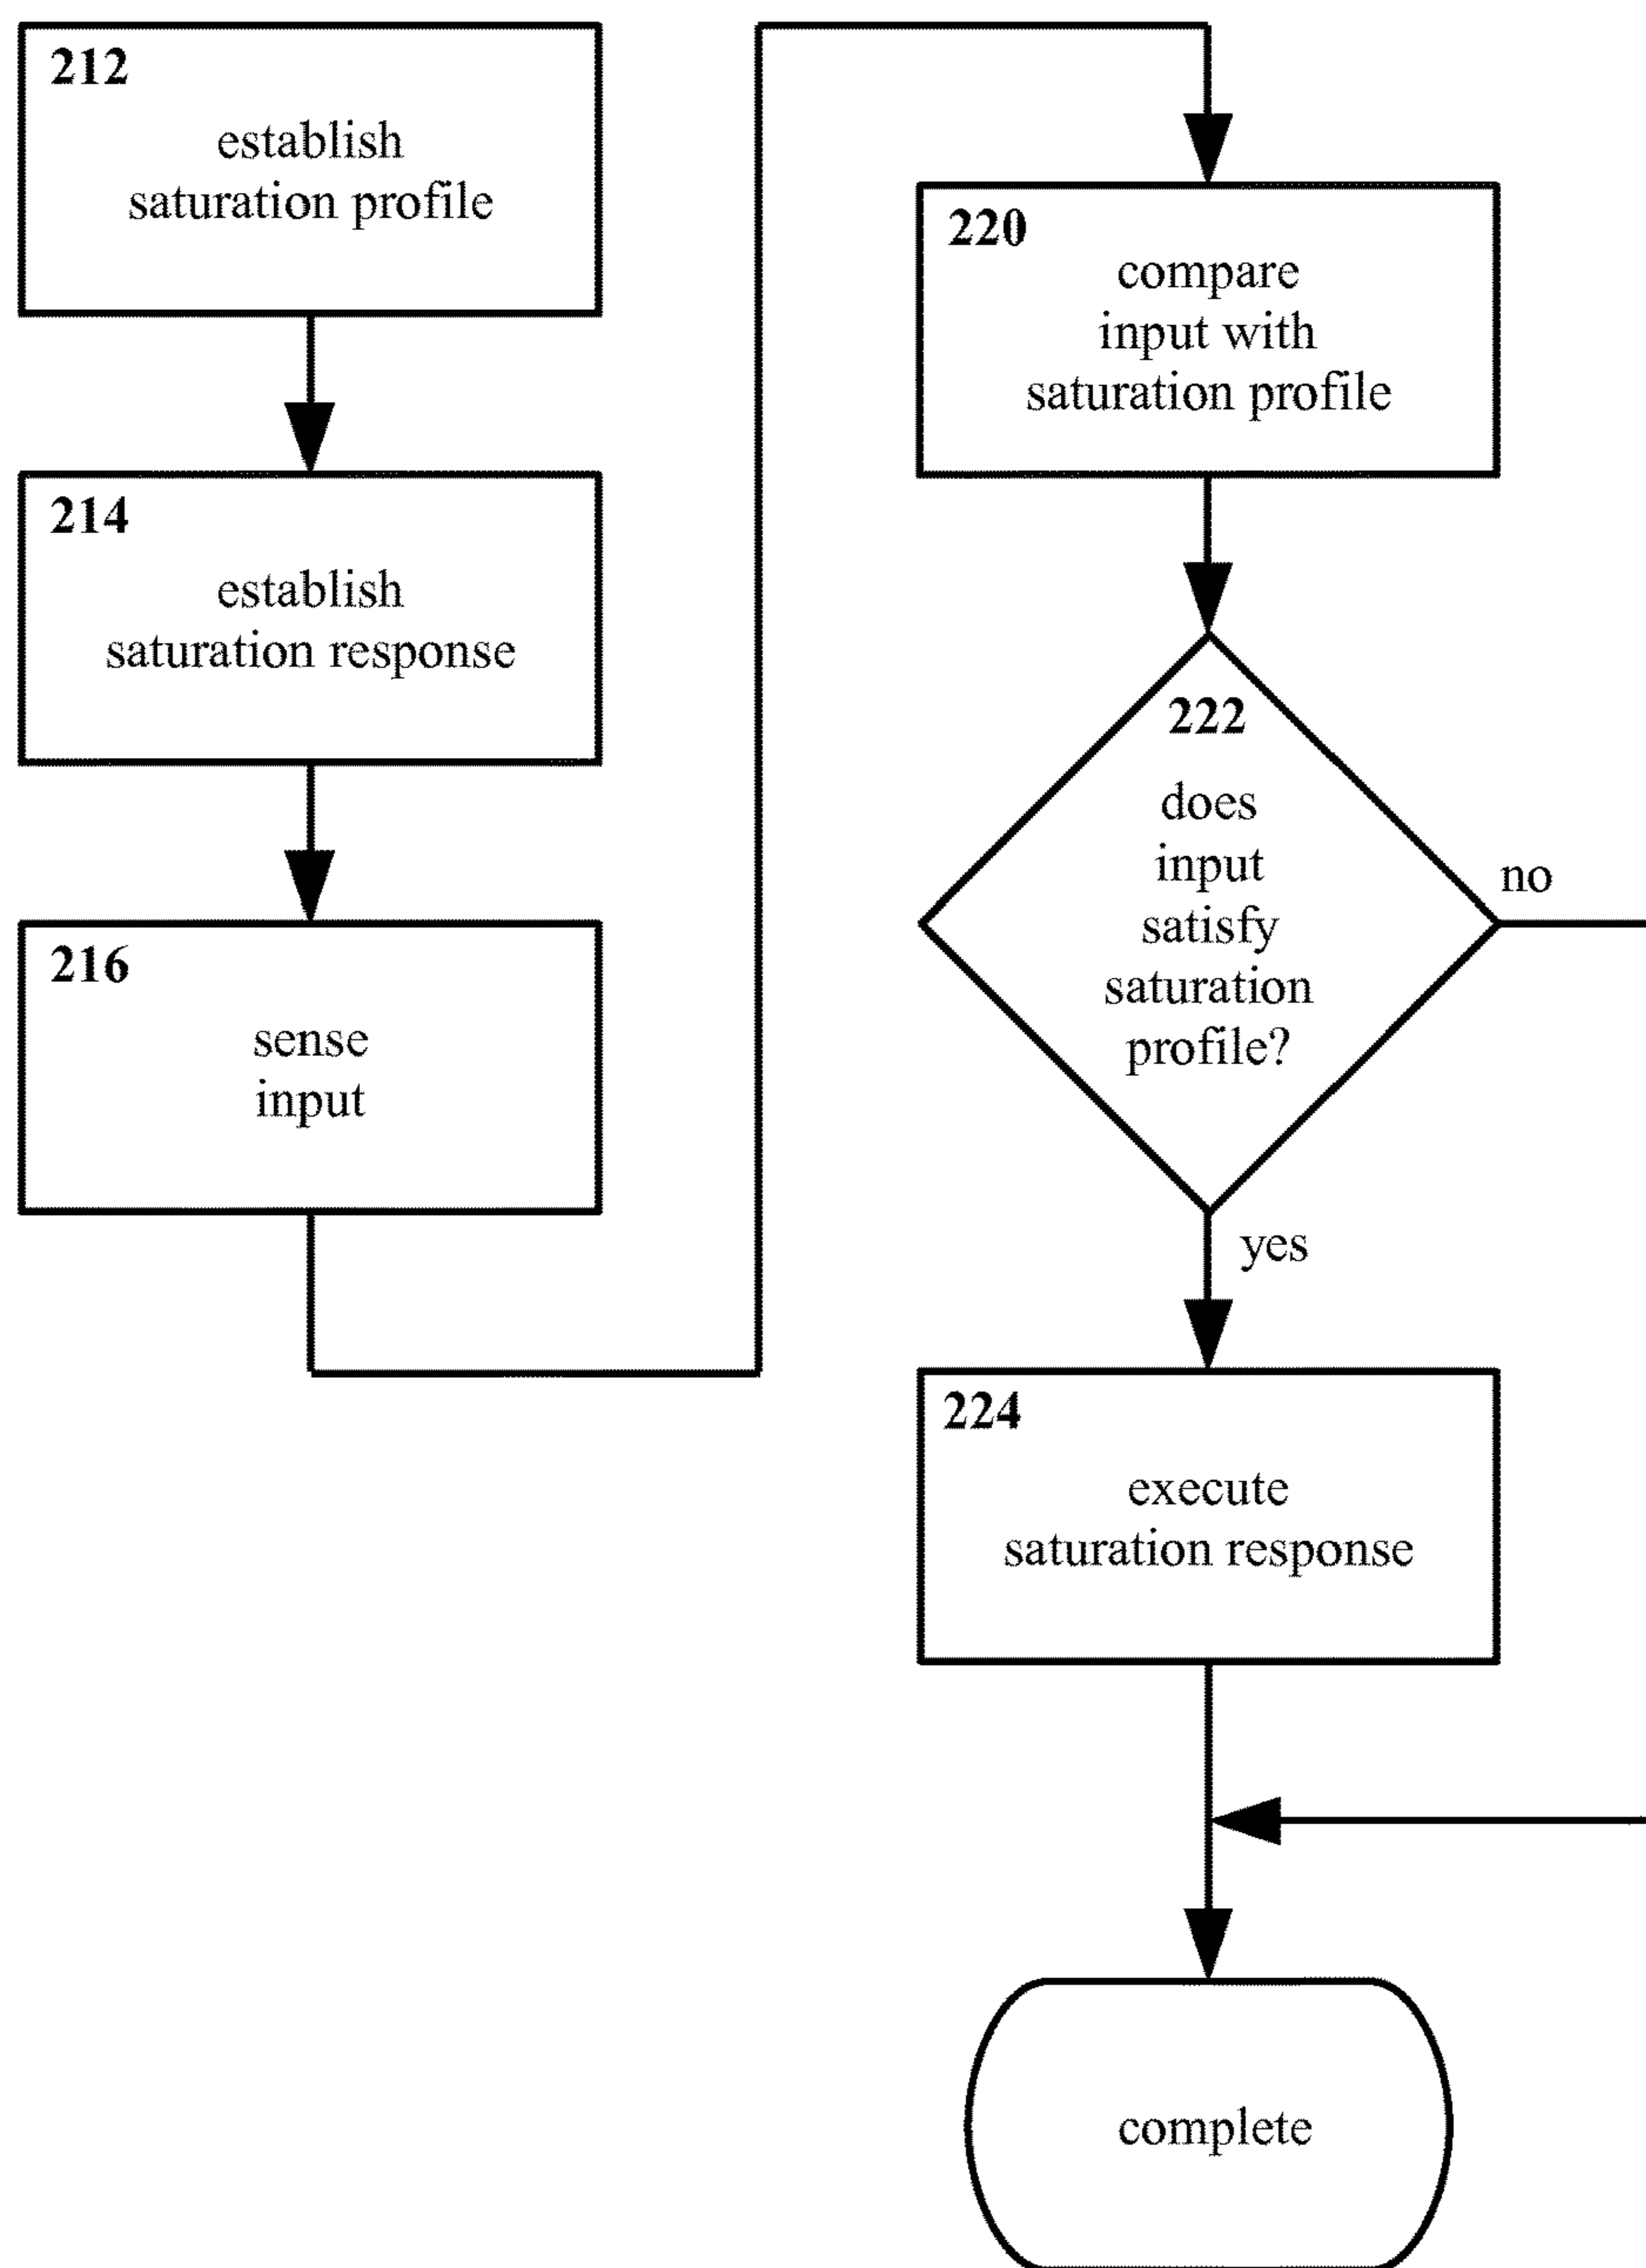 212
establish
saturation profile
214
establish
saturation response
216
sense
input
220
compare
input with
saturation profile
222
does
input
satisfy
saturation
profile?
no
yes
224
execute
saturation response
complete